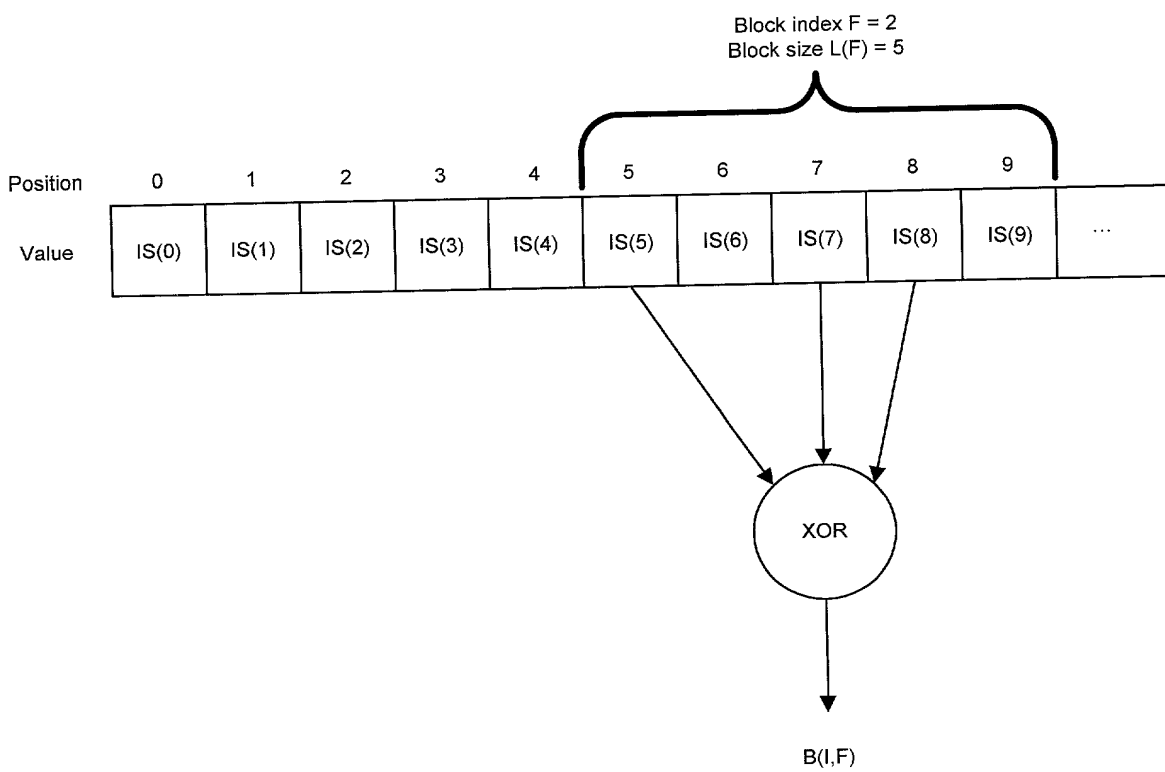 Block index F = 2
Block size L(F) = 5
Position 0 1 2 3 4 5 6 7 8 9
Value IS(0) IS(1) IS(2) IS(3) IS(4) IS(5) IS(6) IS(7) IS(8) IS(9) ...
XOR
B(I,F)